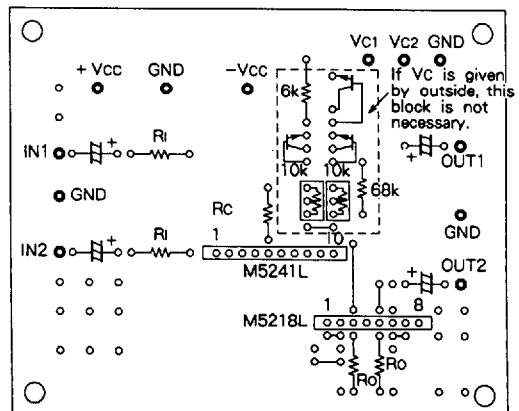 VC1 VC2 GND
+VCC GND -VCC
If VC is given
by outside, this
block is not
necessary.
6k
IN1 + RI
+ OUT1
10k 10k
68k
GND
RC
GND
1 10
IN2 + RI
M5241L
+ OUT2
1 8
M5218L
RO RO